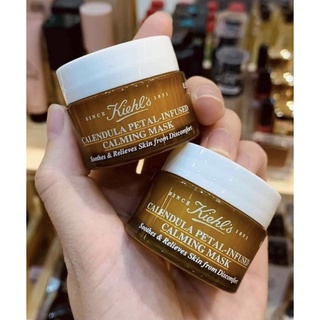 SINCE Kiehl's 1851
CALENDULA PETAL-INFUSED
CALMING MASK
Soothes & Relieves Skin from Discomfort
SINCE Kiehl's 1851
CALENDULA PETAL-INFUSED
CALMING MASK
Soothes & Relieves Skin from Discomfort